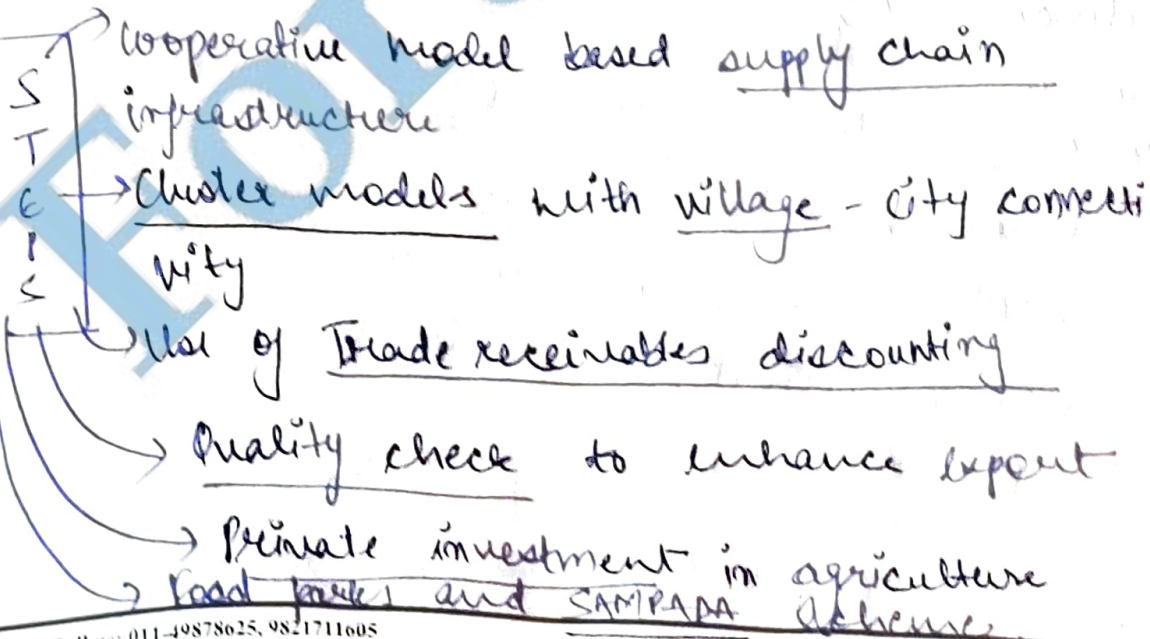 STEPS
Cooperative model based supply chain
infrastructure
Cluster models with village - city connecti
vity
Use of Trade receivables discounting
Quality check to enhance export
Private investment in agriculture
Food parks and SAMPADA scheme.
011-49878625, 9821711605